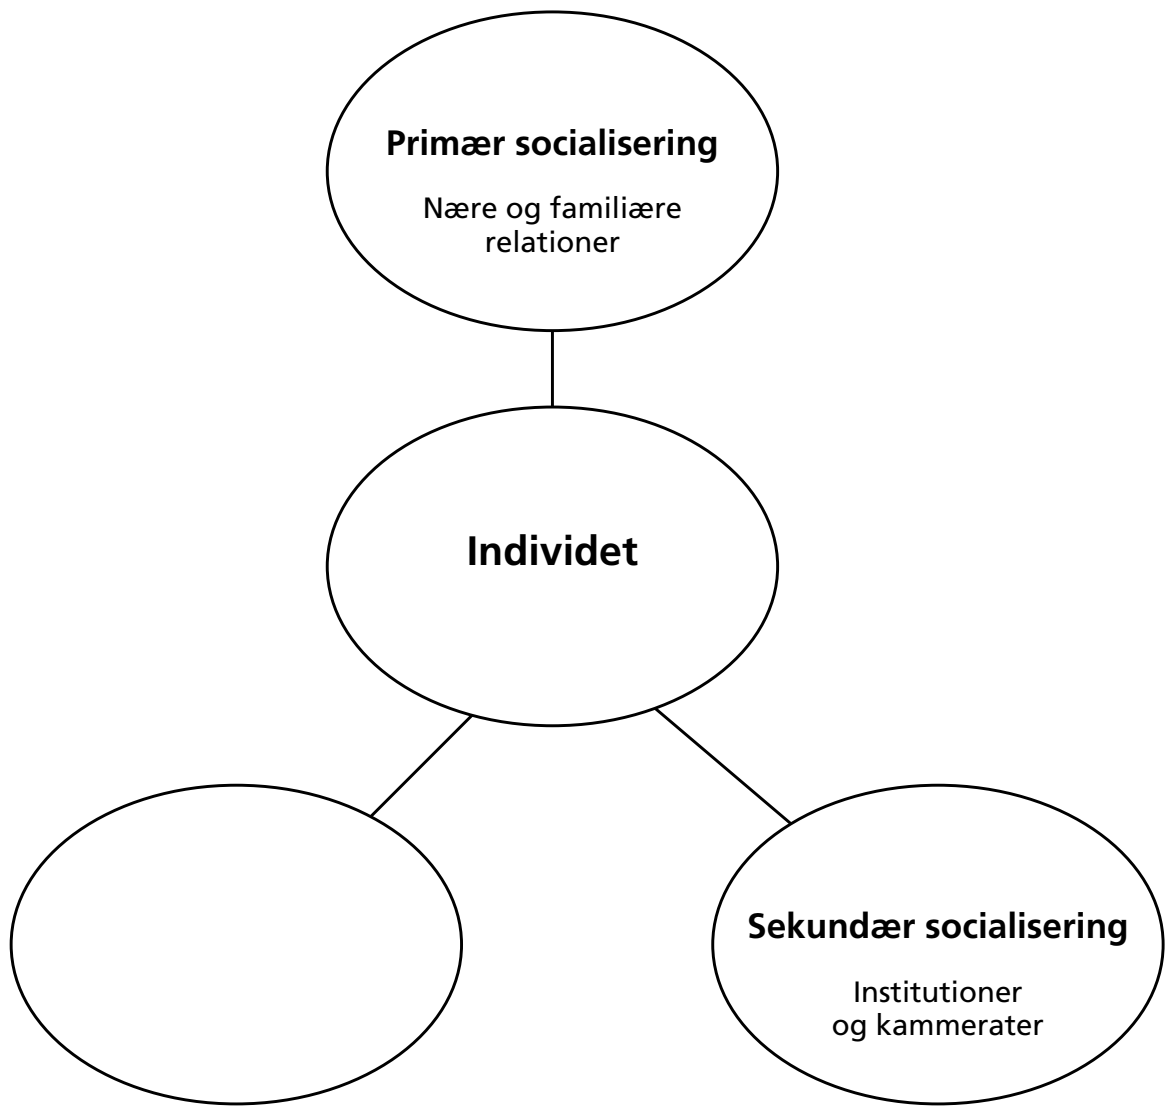 Primær socialisering
Nære og familiære
relationer
Individet
Sekundær socialisering
Institutioner
og kammerater